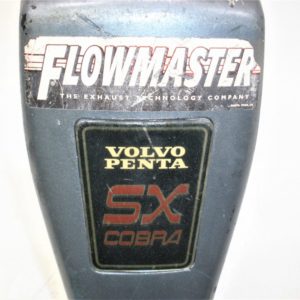 FLOWMASTER
THE EXHAUST TECHNOLOGY COMPANY
VOLVO
PENTA
SX
COBRA